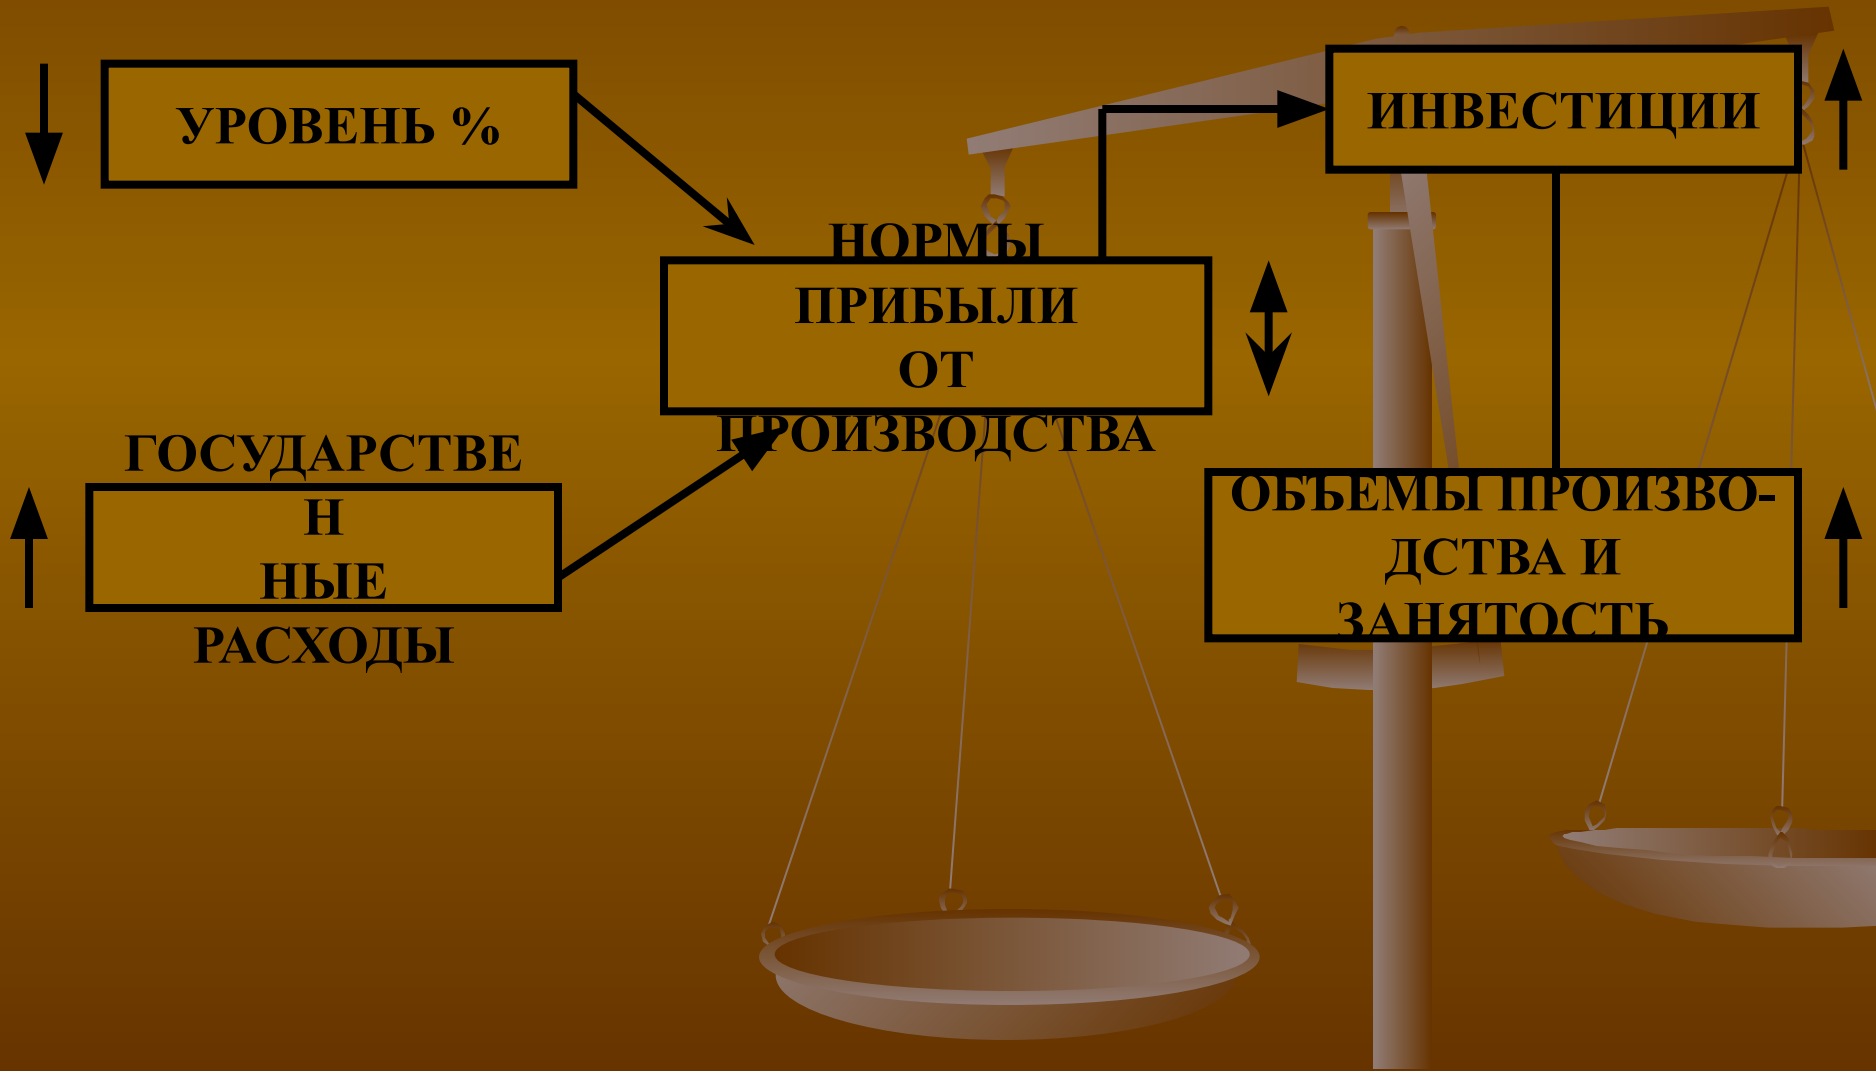 УРОВЕНЬ %
ИНВЕСТИЦИИ
НОРМЫ
ПРИБЫЛИ
ОТ
ПРОИЗВОДСТВА
ГОСУДАРСТВЕ
Н
НЫЕ
РАСХОДЫ
ОБЪЕМЫ ПРОИЗВО-
ДСТВА И
ЗАНЯТОСТЬ